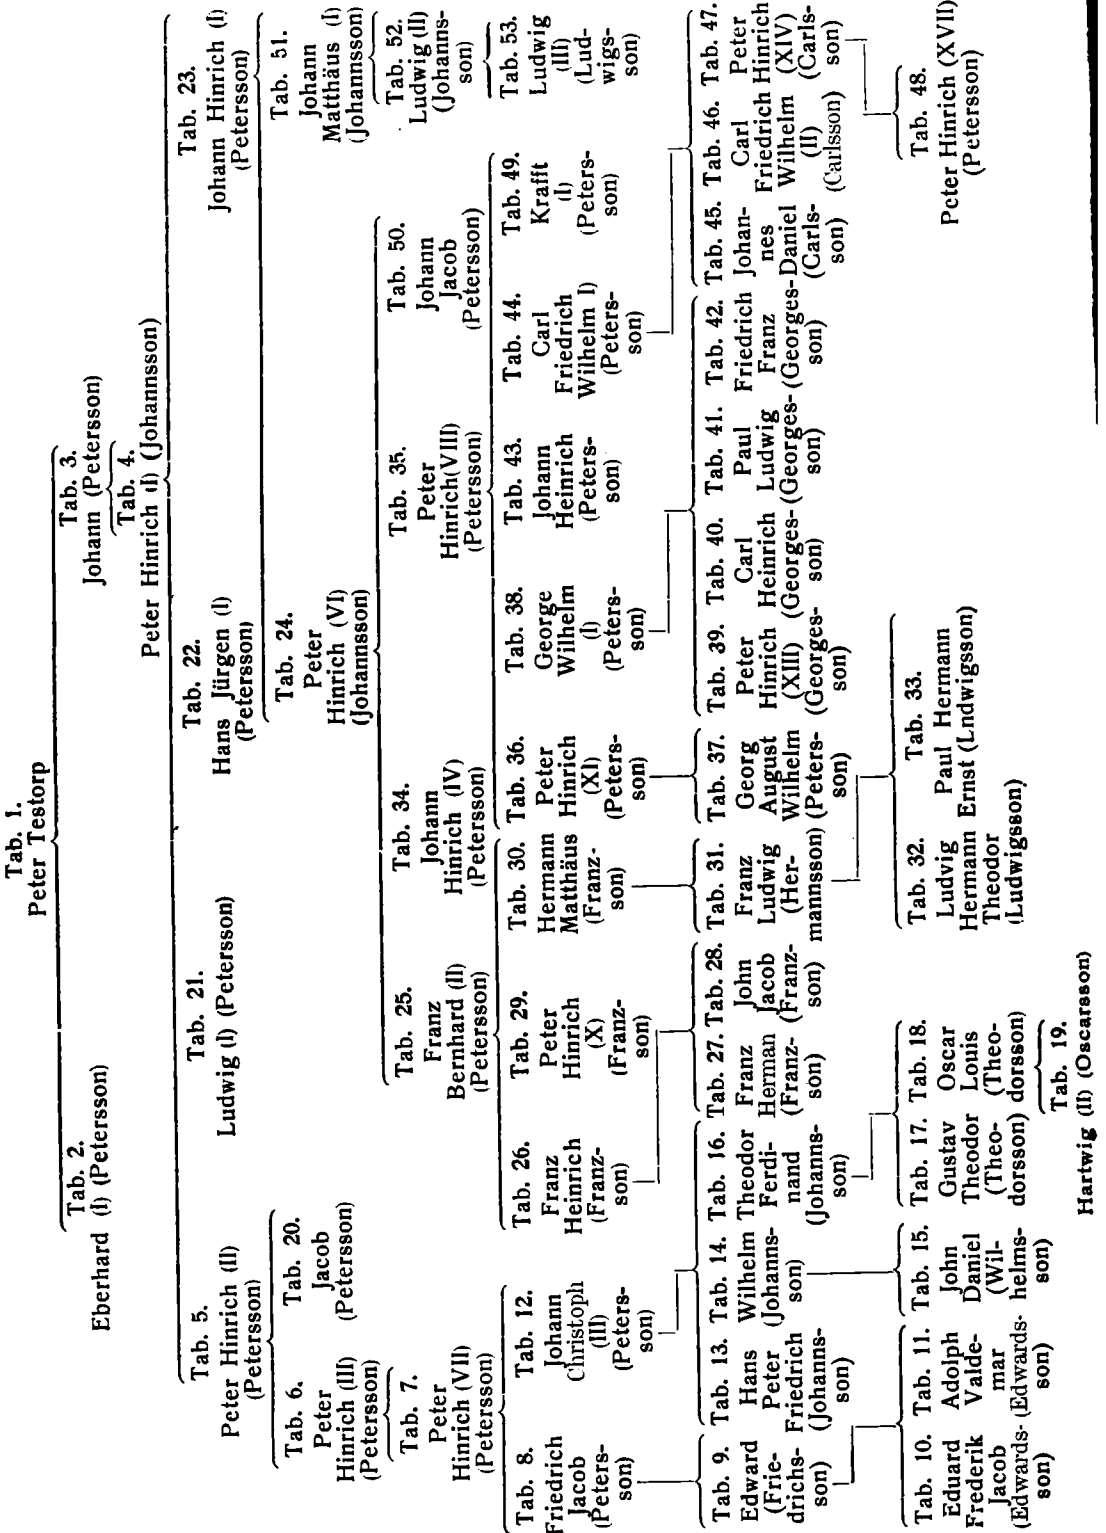 Tab. 1.
Peter Testorp
Tab. 2.
Eberhard (I) (Petersson)
Tab. 3.
Johann (Petersson)
Tab. 4.
Peter Hinrich (I) (Johannsson)
Tab. 5.
Peter Hinrich (II)
(Petersson)
Tab. 21.
Ludwig (I) (Petersson)
Tab. 22.
Hans Jürgen (I)
(Petersson)
Tab. 23.
Johann Hinrich (I)
(Petersson)
Tab. 6.
Peter
Hinrich (III)
(Petersson)
Tab. 20.
Jacob
(Petersson)
Tab. 24.
Peter
Hinrich (VI)
(Johannsson)
Tab. 51.
Johann
Matthäus (I)
(Johannsson)
Tab. 7.
Peter
Hinrich (VII)
(Petersson)
Tab. 25.
Franz
Bernhard (II)
(Petersson)
Tab. 34.
Johann
Hinrich (IV)
(Petersson)
Tab. 35.
Peter
Hinrich(VIII)
(Petersson)
Tab. 50.
Johann
Jacob
(Petersson)
Tab. 52.
Ludwig (II)
(Johanns-
son)
Tab. 8.
Friedrich
Jacob
(Peters-
son)
Tab. 12.
Johann
Christoph
(III)
(Peters-
son)
Tab. 26.
Franz
Heinrich
(Franz-
son)
Tab. 29.
Peter
Hinrich
(X)
(Franz-
son)
Tab. 30.
Hermann
Matthäus
(Franz-
son)
Tab. 36.
Peter
Hinrich
(XI)
(Peters-
son)
Tab. 38.
George
Wilhelm
(I)
(Peters-
son)
Tab. 43.
Johann
Heinrich
(Peters-
son)
Tab. 44.
Carl
Friedrich
Wilhelm I)
(Peters-
son)
Tab. 49.
Krafft
(I)
(Peters-
son)
Tab. 53.
Ludwig
(III)
(Lud-
wigs-
son)
Tab. 9.
Edward
(Frie-
drichs-
son)
Tab. 13.
Hans
Peter
Friedrich
(Johanns-
son)
Tab. 14.
Wilhelm
(Johanns-
son)
Tab. 16.
Theodor
Ferdi-
nand
(Johanns-
son)
Tab. 27.
Franz
Herman
(Franz-
son)
Tab. 28.
John
Jacob
(Franz-
son)
Tab. 31.
Franz
Ludwig
(Her-
mannsson)
Tab. 37.
Georg
August
Wilhelm
(Peters-
son)
Tab. 39.
Peter
Hinrich
(XIII)
(Georges-
son)
Tab. 40.
Carl
Heinrich
(Georges-
son)
Tab. 41.
Paul
Ludwig
(Georges-
son)
Tab. 42.
Friedrich
Franz
(Georges-
son)
Tab. 45.
Johan-
nes
Daniel
(Carls-
son)
Tab. 46.
Carl
Friedrich
Wilhelm
(II)
(Carlsson)
Tab. 47.
Peter
Hinrich
(XIV)
(Carls-
son)
Tab. 10.
Eduard
Frederik
Jacob
(Edwards-
son)
Tab. 11.
Adolph
Valde-
mar
(Edwards-
son)
Tab. 15.
John
Daniel
(Wil-
helms-
son)
Tab. 17.
Gustav
Theodor
(Theo-
dorsson)
Tab. 18.
Oscar
Louis
(Theo-
dorsson)
Tab. 32.
Ludvig
Hermann
Theodor
(Ludwigsson)
Tab. 33.
Paul Hermann
Ernst (Lndwigsson)
Tab. 48.
Peter Hinrich (XVII)
(Petersson)
Tab. 19.
Hartwig (II) (Oscarsson)